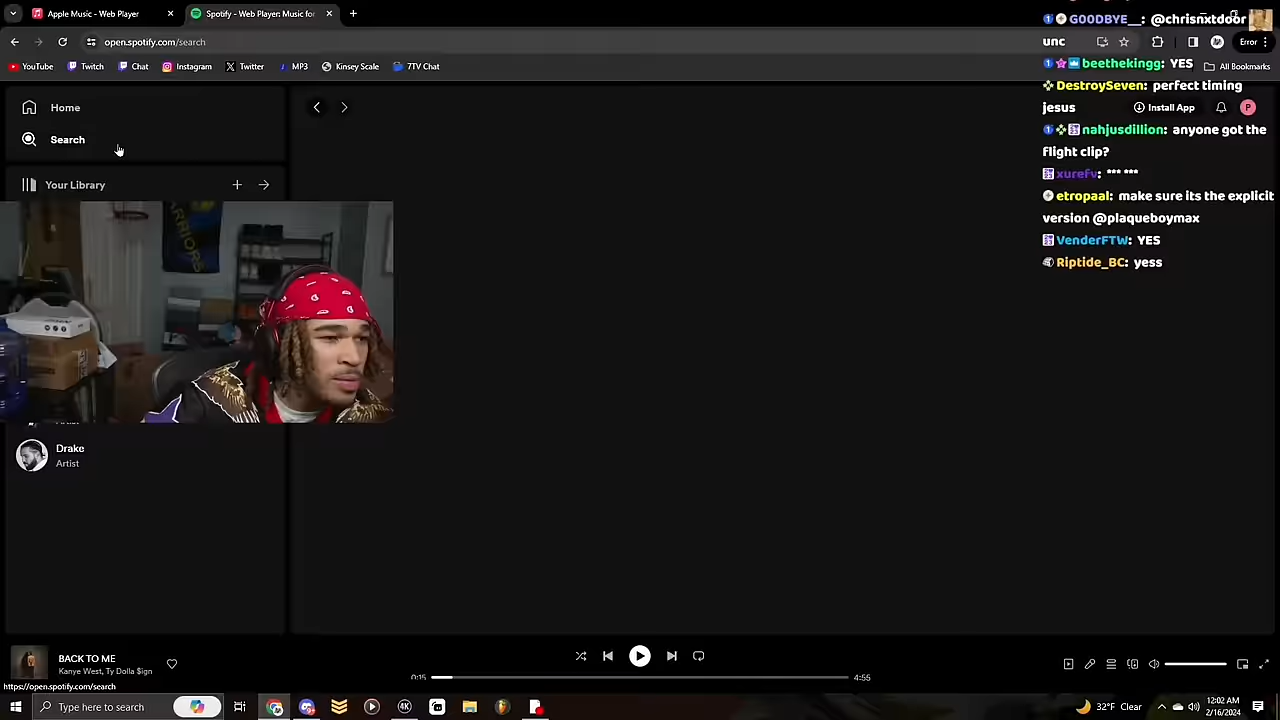 Apple Music - Web Player
Spotify - Web Player: Music for
GOODBYE__: @chrisnxtdoor
open.spotify.com/search
unc
Error
YouTube
Twitch
Chat
Instagram
Twitter
MP3
Kinsey Scale
7TV Chat
beethekingg: YES
All Bookmarks
DestroySeven: perfect timing
jesus
Home
Install App
P
Search
nahjusdillion: anyone got the
flight clip?
xurefv: *** ***
Your Library
etropaal: make sure its the explicit
version @plaqueboymax
VenderFTW: YES
Riptide_BC: yess
Artist
Drake
Artist
BACK TO ME
Kanye West, Ty Dolla $ign
0:15
4:55
https://open.spotify.com/search
Type here to search
4K
32°F Clear
12:02 AM
2/16/2024